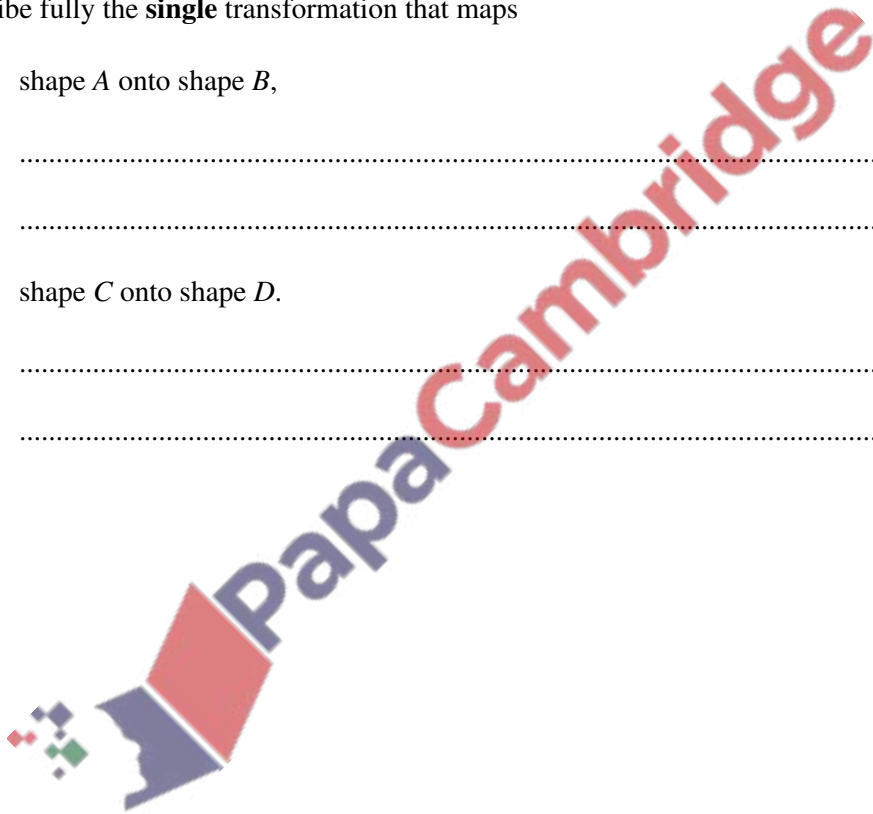 ibe fully the single transformation that maps
shape A onto shape B,
................................................................................
................................................................................
shape C onto shape D.
................................................................................
................................................................................
PapaCambridge